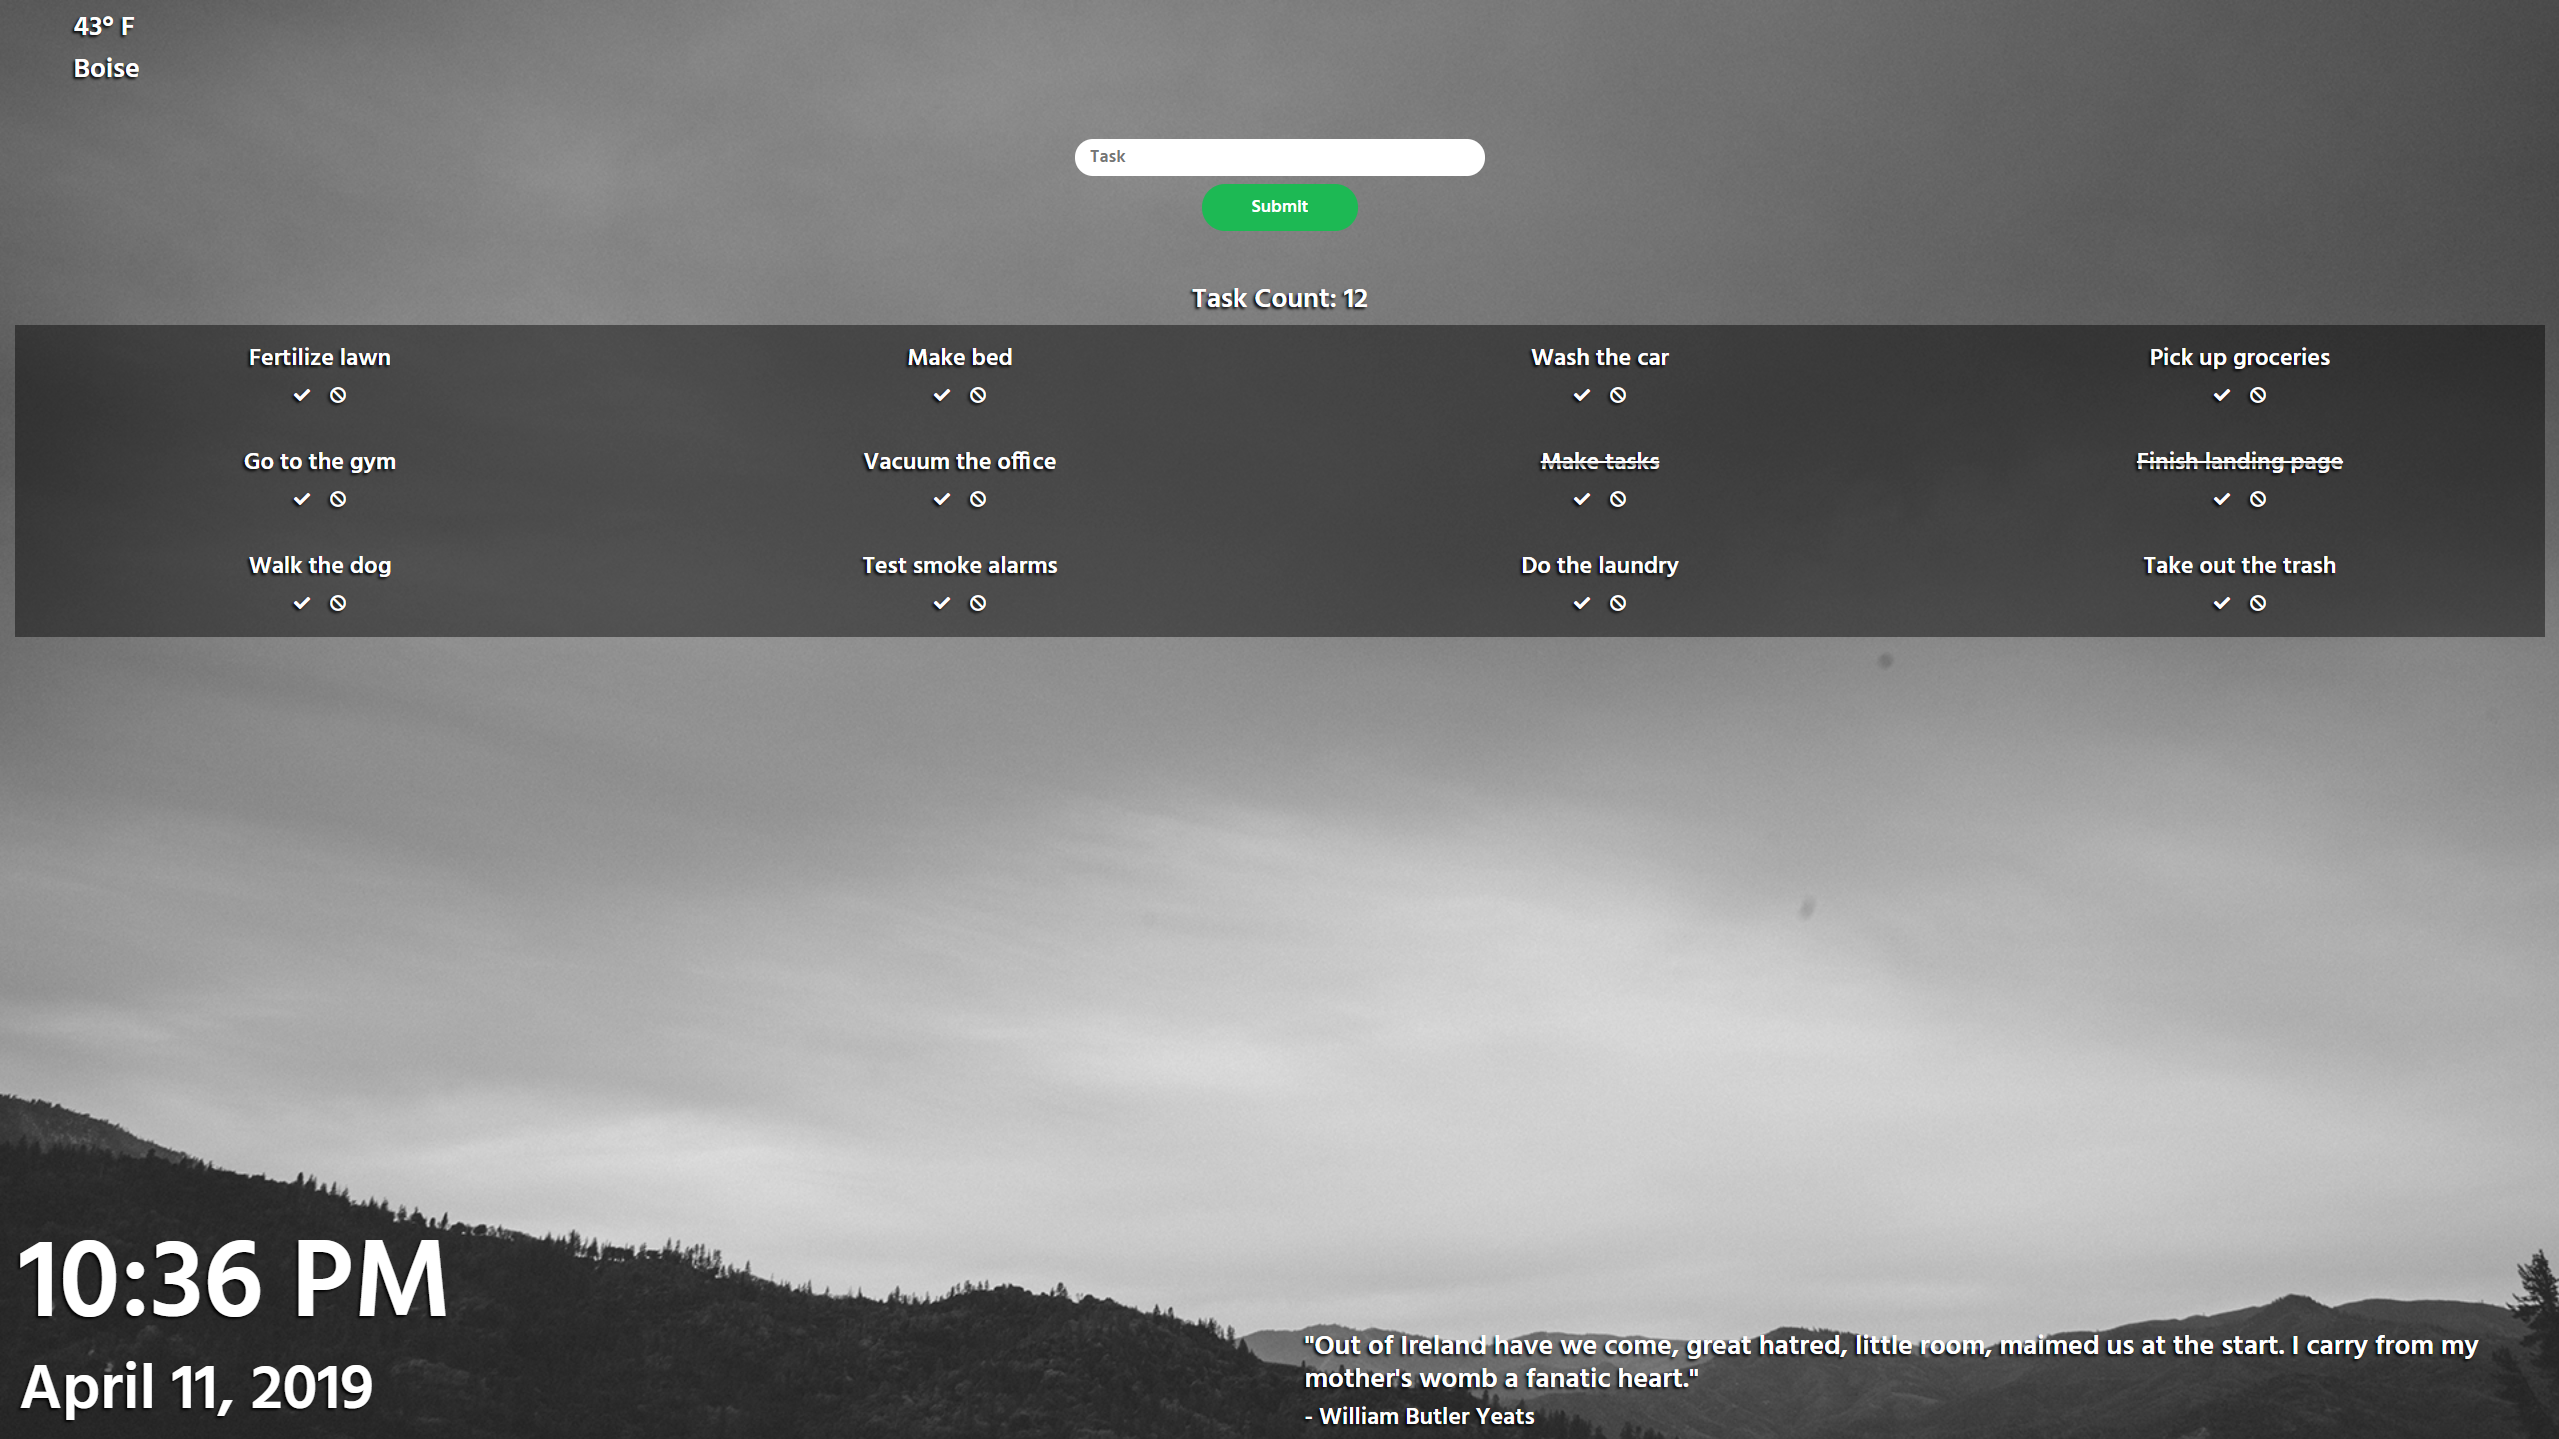 43° F
Boise
Task
Submit
Task Count: 12
Fertilize lawn
Make bed
Wash the car
Pick up groceries
Go to the gym
Vacuum the office
Make tasks
Finish landing page
Walk the dog
Test smoke alarms
Do the laundry
Take out the trash
10:36 PM
April 11, 2019
"Out of Ireland have we come, great hatred, little room, maimed us at the start. I carry from my
mother's womb a fanatic heart."
- William Butler Yeats